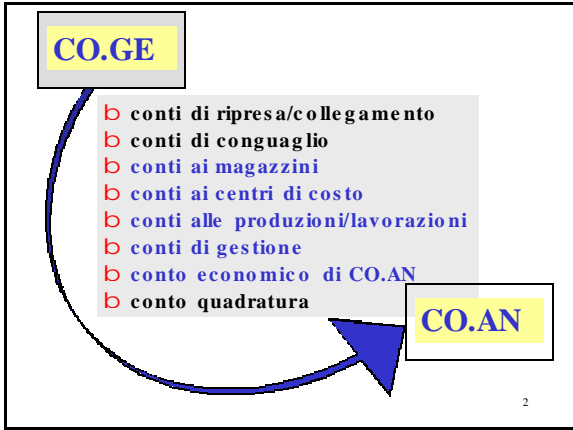 CO.GE
b conti di ripresa/collegamento
b conti di conguaglio
b conti ai magazzini
b conti ai centri di costo
b conti alle produzioni/lavorazioni
b conti di gestione
b conto economico di CO.AN
b conto quadratura
CO.AN
2